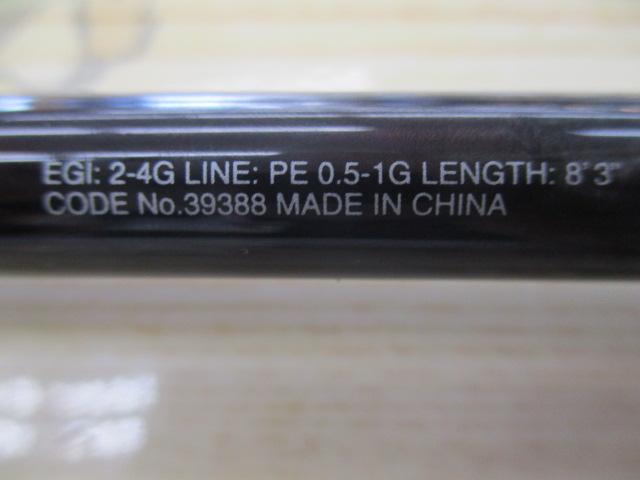 EGI: 2-4G LINE: PE 0.5-1G LENGTH: 8'3"
CODE No.39388 MADE IN CHINA